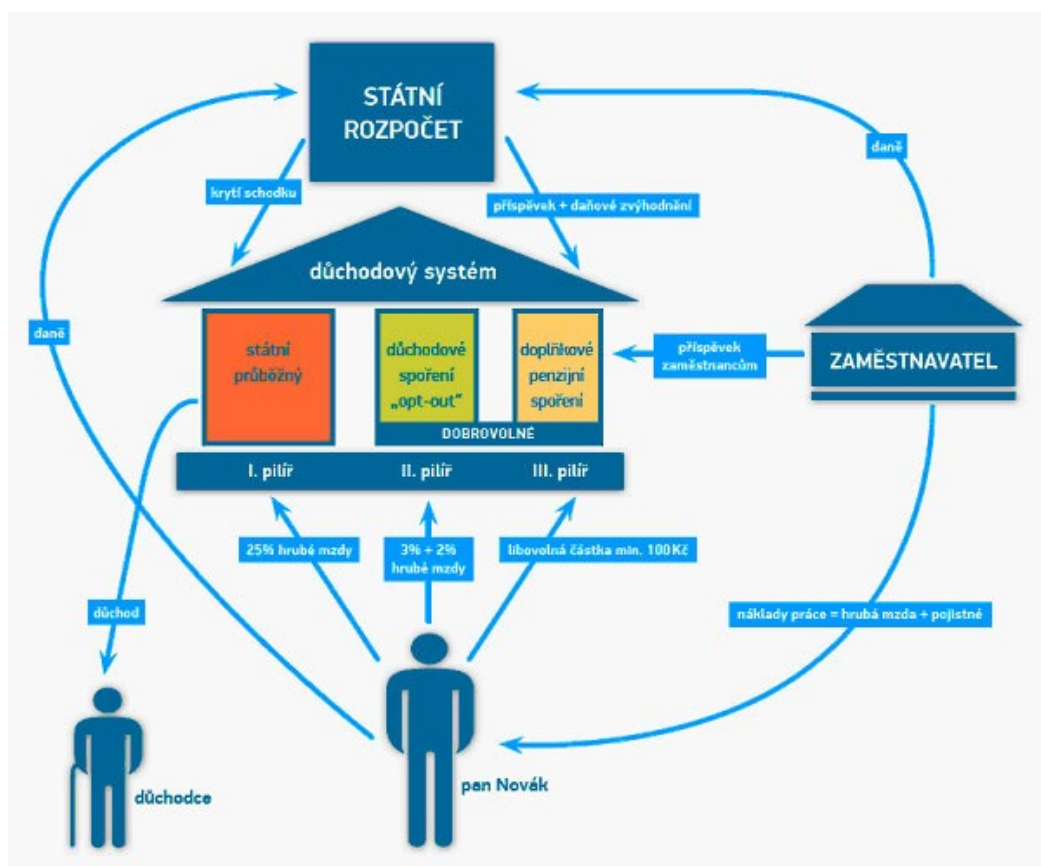 STÁTNÍ
ROZPOČET
daně
krytí schodku
příspěvek + daňové zvýhodnění
důchodový systém
daně
státní
průběžný
důchodové
spoření
„opt-out“
doplňkové
penzijní
spoření
DOBROVOLNÉ
příspěvek
zaměstnancům
ZAMĚSTNAVATEL
I. pilíř
II. pilíř
III. pilíř
25% hrubé mzdy
3% + 2%
hrubé mzdy
libovolná částka min. 100Kč
důchod
náklady práce = hrubá mzda + pojistné
důchodce
pan Novák